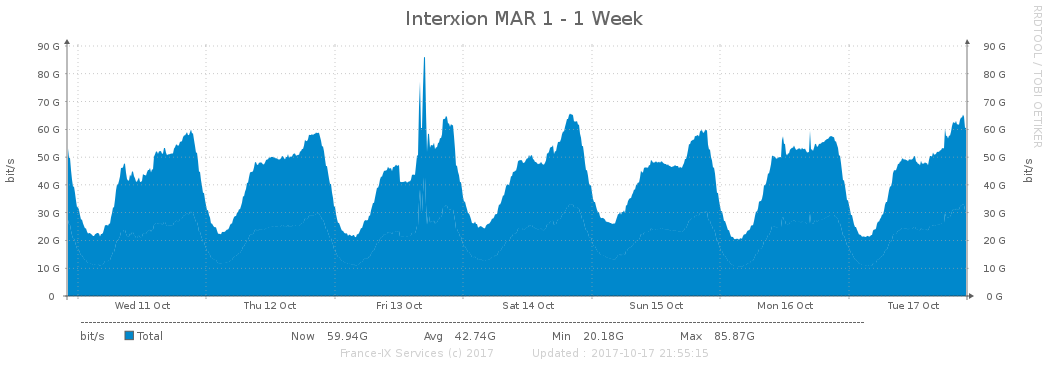 Interxion MAR 1 - 1 Week
RRDTOOL / TOBI OETIKER
bit/s
90 G 90 G
80 G 80 G
70 G 70 G
60 G 60 G
50 G 50 G
40 G 40 G
30 G 30 G
20 G 20 G
10 G 10 G
0 0 G
bit/s
Wed 11 Oct Thu 12 Oct Fri 13 Oct Sat 14 Oct Sun 15 Oct Mon 16 Oct Tue 17 Oct
bit/s Total Now 59.94G Avg 42.74G Min 20.18G Max 85.87G
France-IX Services (c) 2017 Updated : 2017-10-17 21:55:15